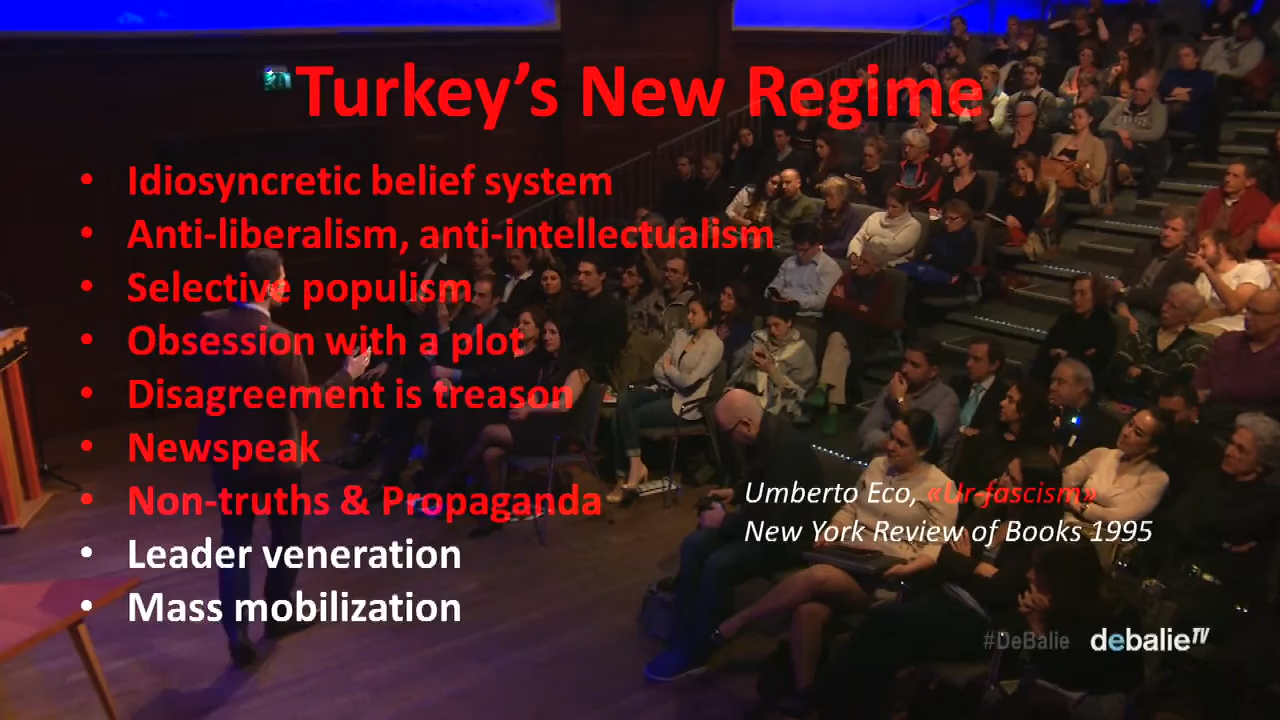 Turkey’s New Regime
• Idiosyncretic belief system
• Anti-liberalism, anti-intellectualism
• Selective populism
• Obsession with a plot
• Disagreement is treason
• Newspeak
• Non-truths & Propaganda
• Leader veneration
• Mass mobilization
Umberto Eco, «Ur-fascism»
New York Review of Books 1995
#DeBalie debalieTV